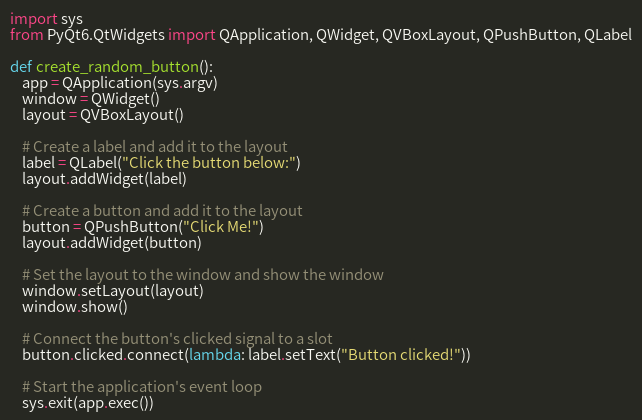 import sys
from PyQt6.QtWidgets import QApplication, QWidget, QVBoxLayout, QPushButton, QLabel

def create_random_button():
    app = QApplication(sys.argv)
    window = QWidget()
    layout = QVBoxLayout()

    # Create a label and add it to the layout
    label = QLabel("Click the button below:")
    layout.addWidget(label)

    # Create a button and add it to the layout
    button = QPushButton("Click Me!")
    layout.addWidget(button)

    # Set the layout to the window and show the window
    window.setLayout(layout)
    window.show()

    # Connect the button's clicked signal to a slot
    button.clicked.connect(lambda: label.setText("Button clicked!"))

    # Start the application's event loop
    sys.exit(app.exec())